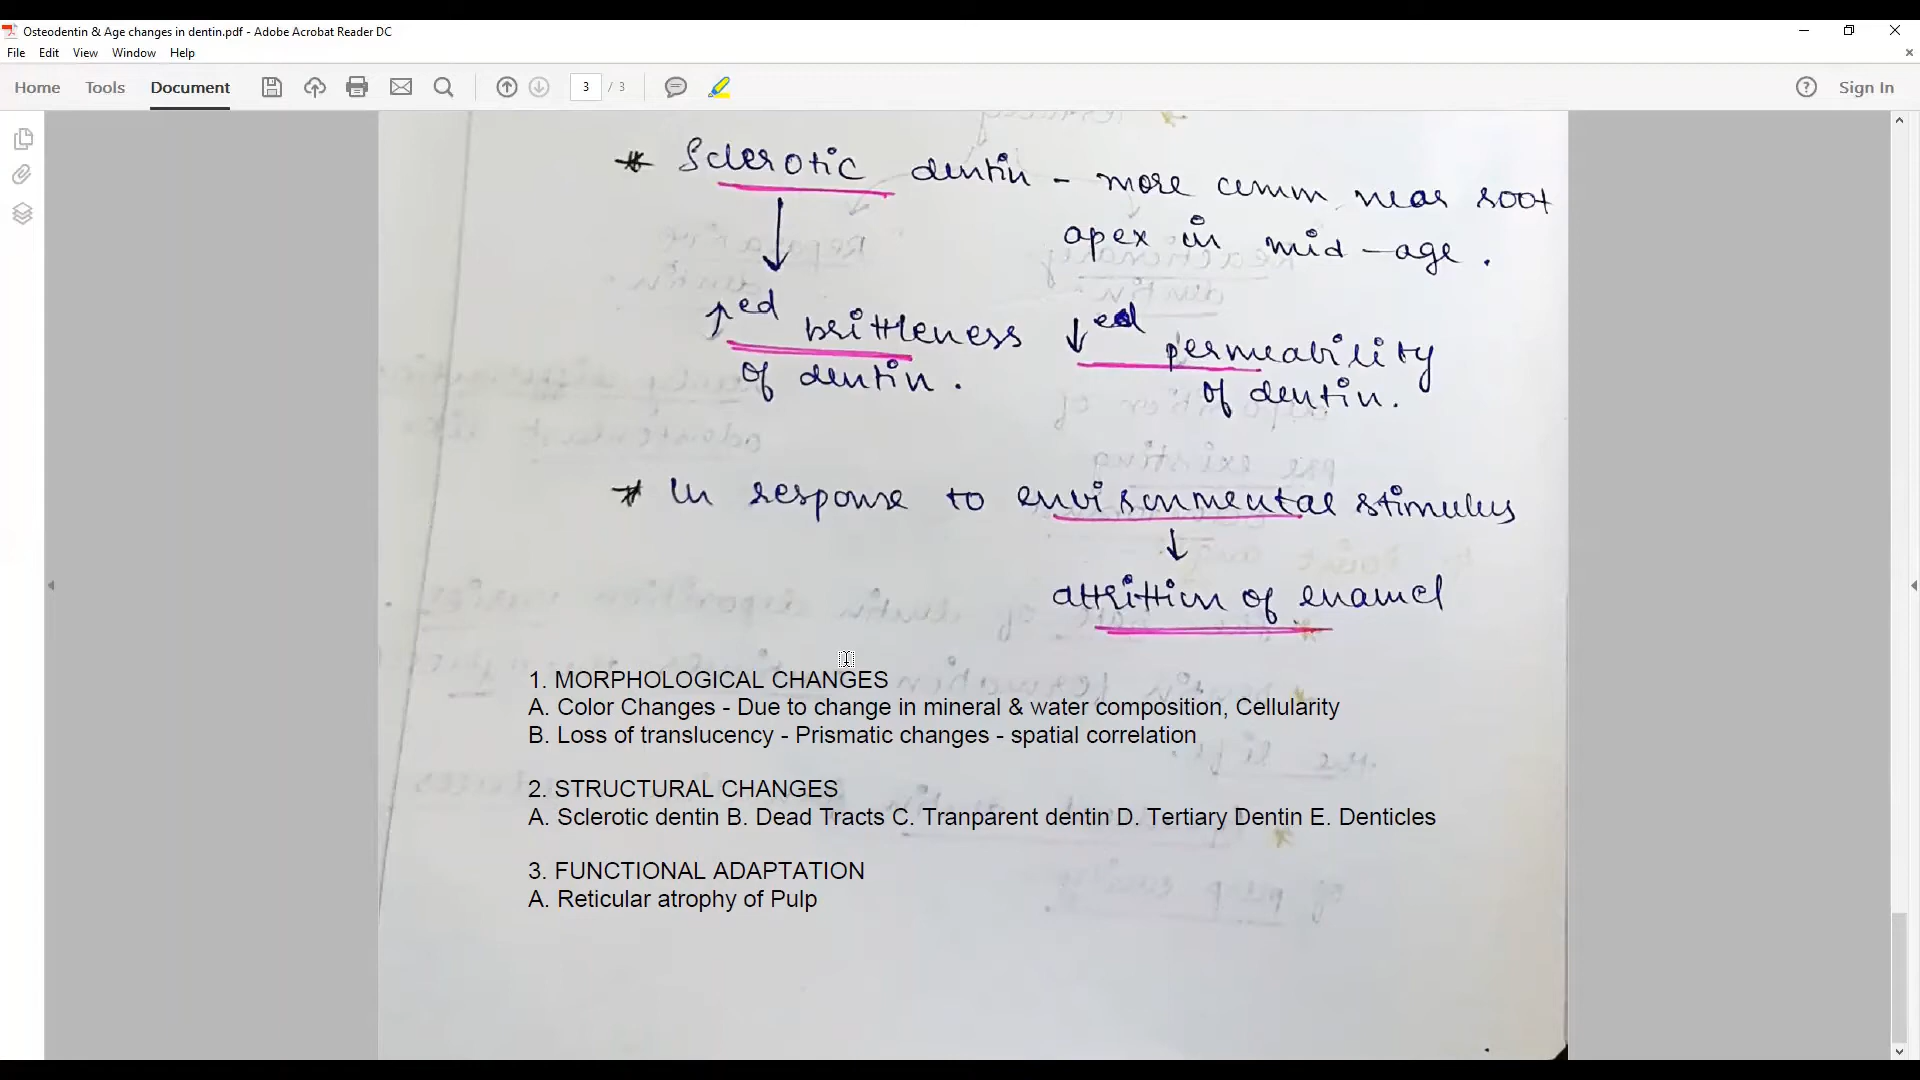 Osteodentin & Age changes in dentin.pdf - Adobe Acrobat Reader DC
File Edit View Window Help
Home Tools Document 3 / 3 Sign In
* Sclerotic dentin - more comm near root
apex in mid-age.
↑ed brittleness ↓ed permeability
of dentin. of dentin.
* In response to environmental stimulus
↓
attrittion of enamel
1. MORPHOLOGICAL CHANGES
A. Color Changes - Due to change in mineral & water composition, Cellularity
B. Loss of translucency - Prismatic changes - spatial correlation
2. STRUCTURAL CHANGES
A. Sclerotic dentin B. Dead Tracts C. Tranparent dentin D. Tertiary Dentin E. Denticles
3. FUNCTIONAL ADAPTATION
A. Reticular atrophy of Pulp